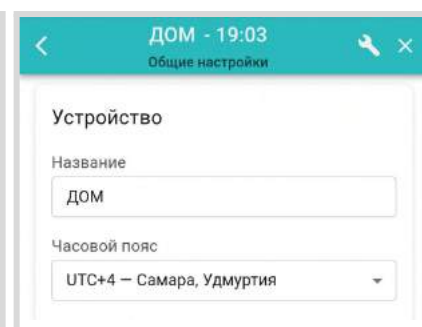 ДОМ - 19:03
Общие настройки
Устройство
Название
ДОМ
Часовой пояс
UTC+4 — Самара, Удмуртия